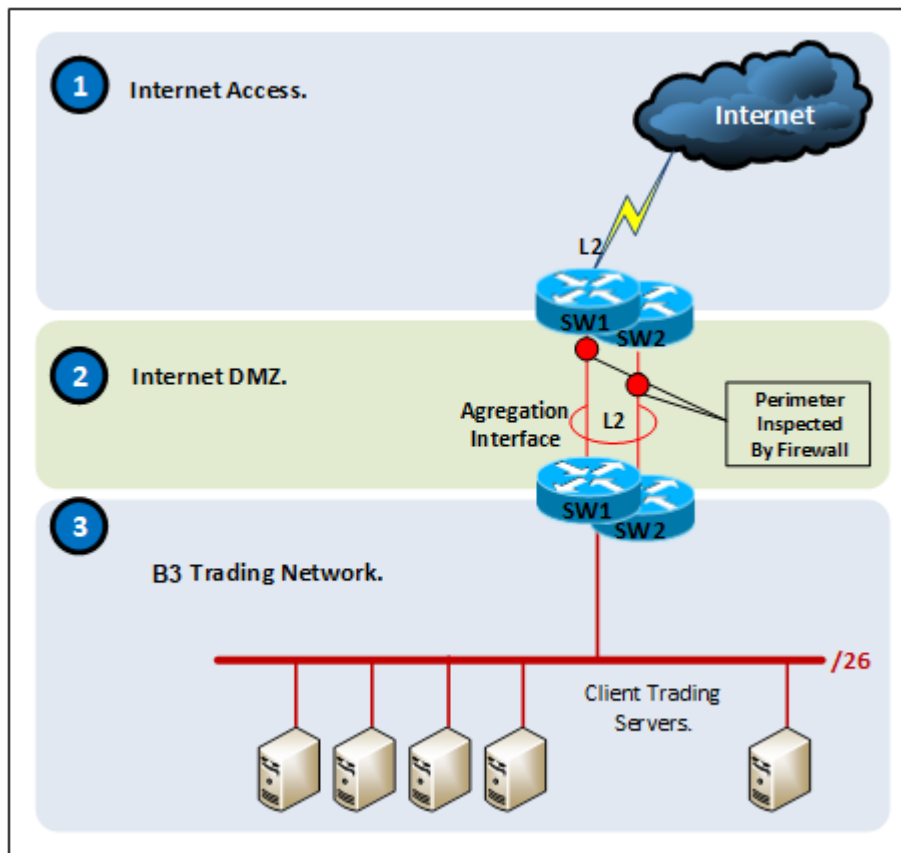 1
Internet Access.
Internet
L2
SW1
SW2
2
Internet DMZ.
Agregation
Interface
L2
Perimeter
Inspected
By Firewall
SW1
SW2
3
B3 Trading Network.
/26
Client Trading
Servers.